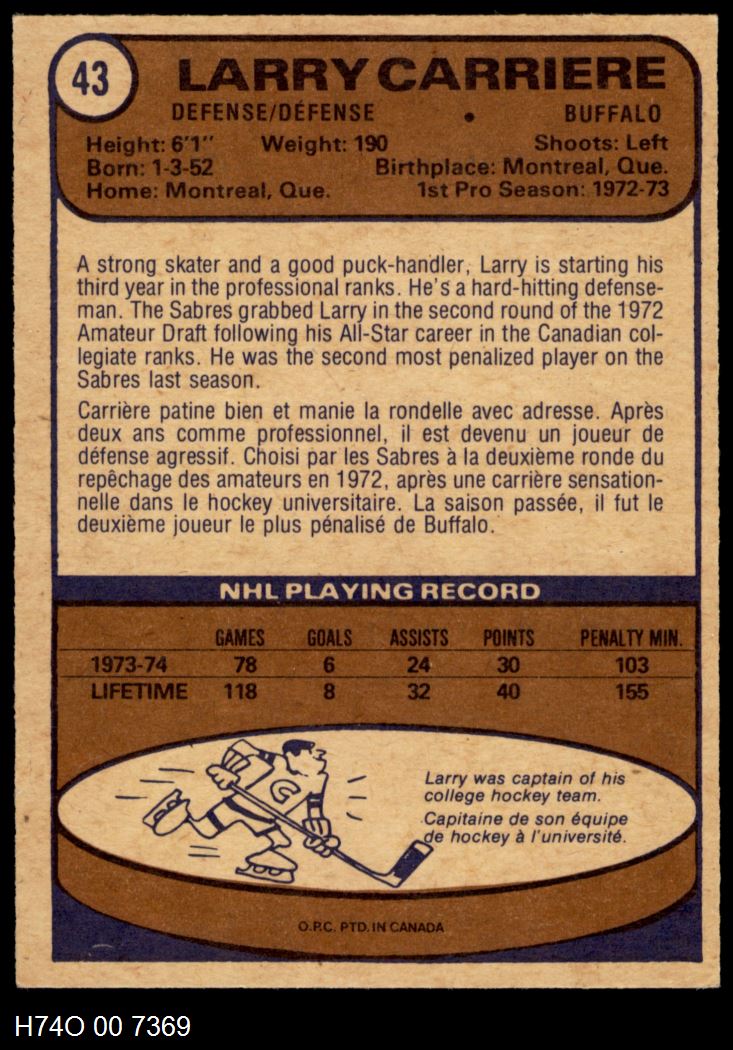 43
LARRY CARRIERE
DEFENSE/DÉFENSE • BUFFALO
Height: 6'1" Weight: 190 Shoots: Left
Born: 1-3-52 Birthplace: Montreal, Que.
Home: Montreal, Que. 1st Pro Season: 1972-73
A strong skater and a good puck-handler, Larry is starting his
third year in the professional ranks. He's a hard-hitting defense-
man. The Sabres grabbed Larry in the second round of the 1972
Amateur Draft following his All-Star career in the Canadian col-
legiate ranks. He was the second most penalized player on the
Sabres last season.
Carrière patine bien et manie la rondelle avec adresse. Après
deux ans comme professionnel, il est devenu un joueur de
défense agressif. Choisi par les Sabres à la deuxième ronde du
repêchage des amateurs en 1972, après une carrière sensation-
nelle dans le hockey universitaire. La saison passée, il fut le
deuxième joueur le plus pénalisé de Buffalo.
NHL PLAYING RECORD
GAMES GOALS ASSISTS POINTS PENALTY MIN.
1973-74 78 6 24 30 103
LIFETIME 118 8 32 40 155
C
Larry was captain of his
college hockey team.
Capitaine de son équipe
de hockey à l'université.
O.P.C. PTD. IN CANADA
H74O 00 7369